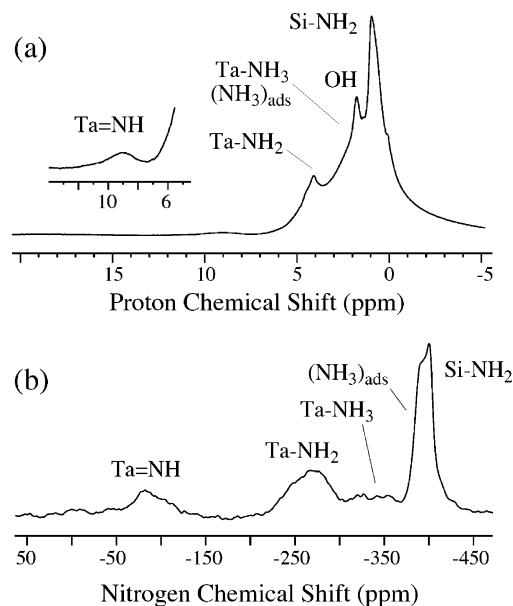 (a)
Si-NH2
Ta-NH3
(NH3)ads
OH
Ta=NH
Ta-NH2
10 6
15 10 5 0 -5
Proton Chemical Shift (ppm)
(b)
(NH3)ads
Si-NH2
Ta-NH3
Ta-NH2
Ta=NH
50 -50 -150 -250 -350 -450
Nitrogen Chemical Shift (ppm)